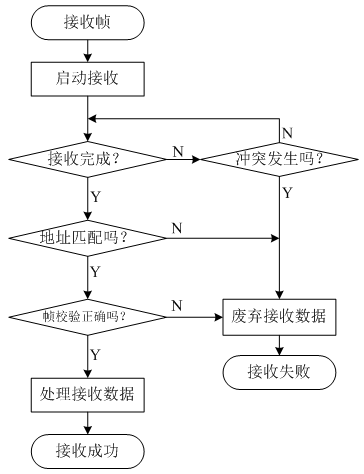 接收帧
启动接收
N
接收完成？
N
冲突发生吗？
Y
Y
地址匹配吗？
N
Y
帧校验正确吗？
N
废弃接收数据
Y
接收失败
处理接收数据
接收成功